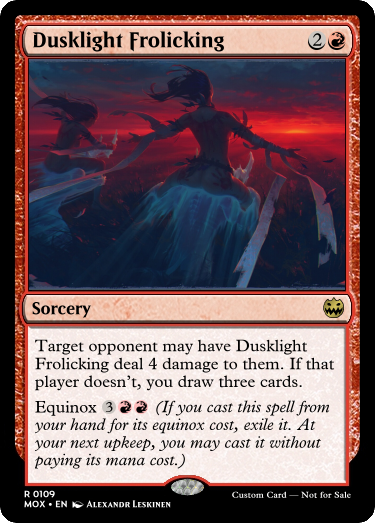 Dusklight Frolicking 2
Sorcery
Target opponent may have Dusklight
Frolicking deal 4 damage to them. If that
player doesn't, you draw three cards.
Equinox 3 (If you cast this spell from
your hand for its equinox cost, exile it. At
your next upkeep, you may cast it without
paying its mana cost.)
R 0109
MOX • EN Alexandr Leskinen
Custom Card — Not for Sale